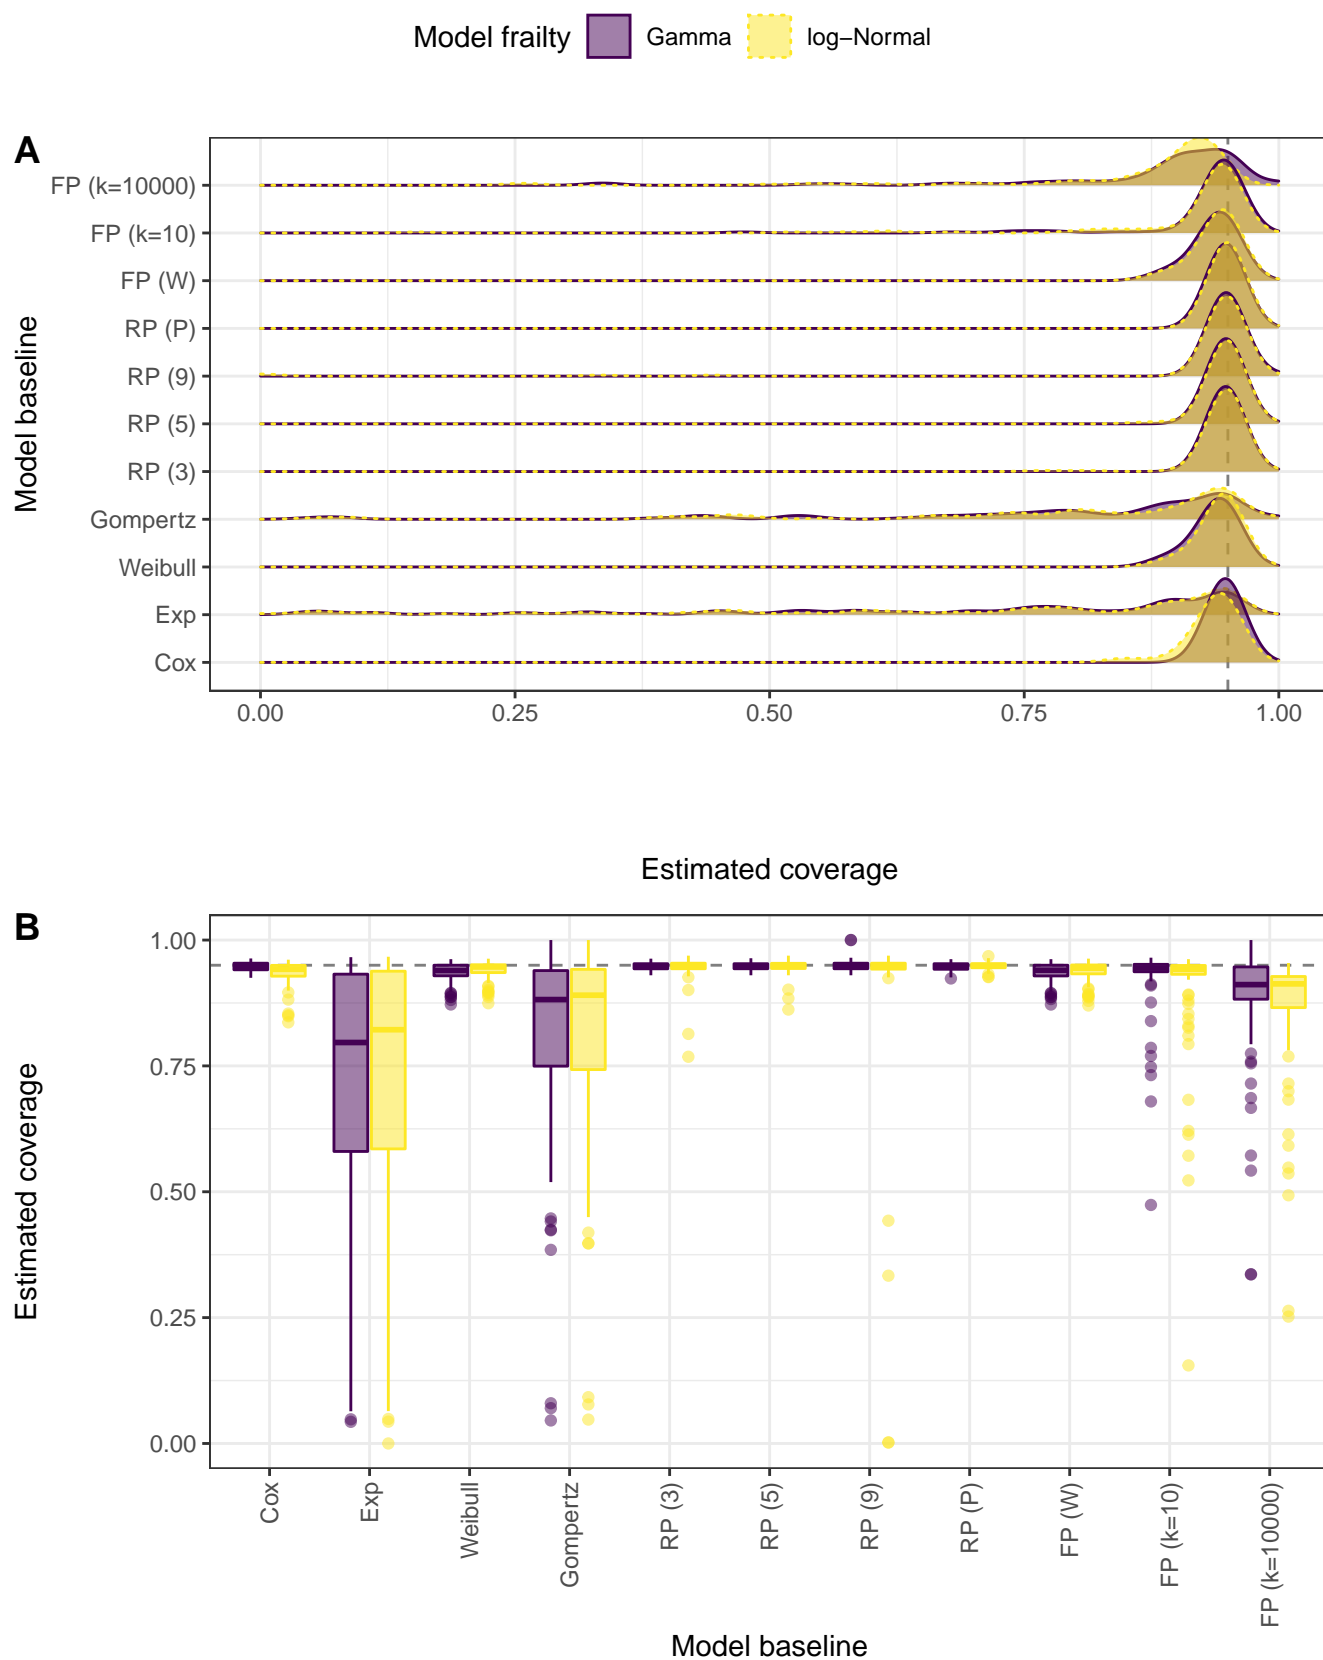 Model frailty Gamma log−Normal
A
Model baseline
FP (k=10000)
FP (k=10)
FP (W)
RP (P)
RP (9)
RP (5)
RP (3)
Gompertz
Weibull
Exp
Cox
0.00 0.25 0.50 0.75 1.00
Estimated coverage
B
Estimated coverage
1.00
0.75
0.50
0.25
0.00
Cox Exp Weibull Gompertz RP (3) RP (5) RP (9) RP (P) FP (W) FP (k=10) FP (k=10000)
Model baseline